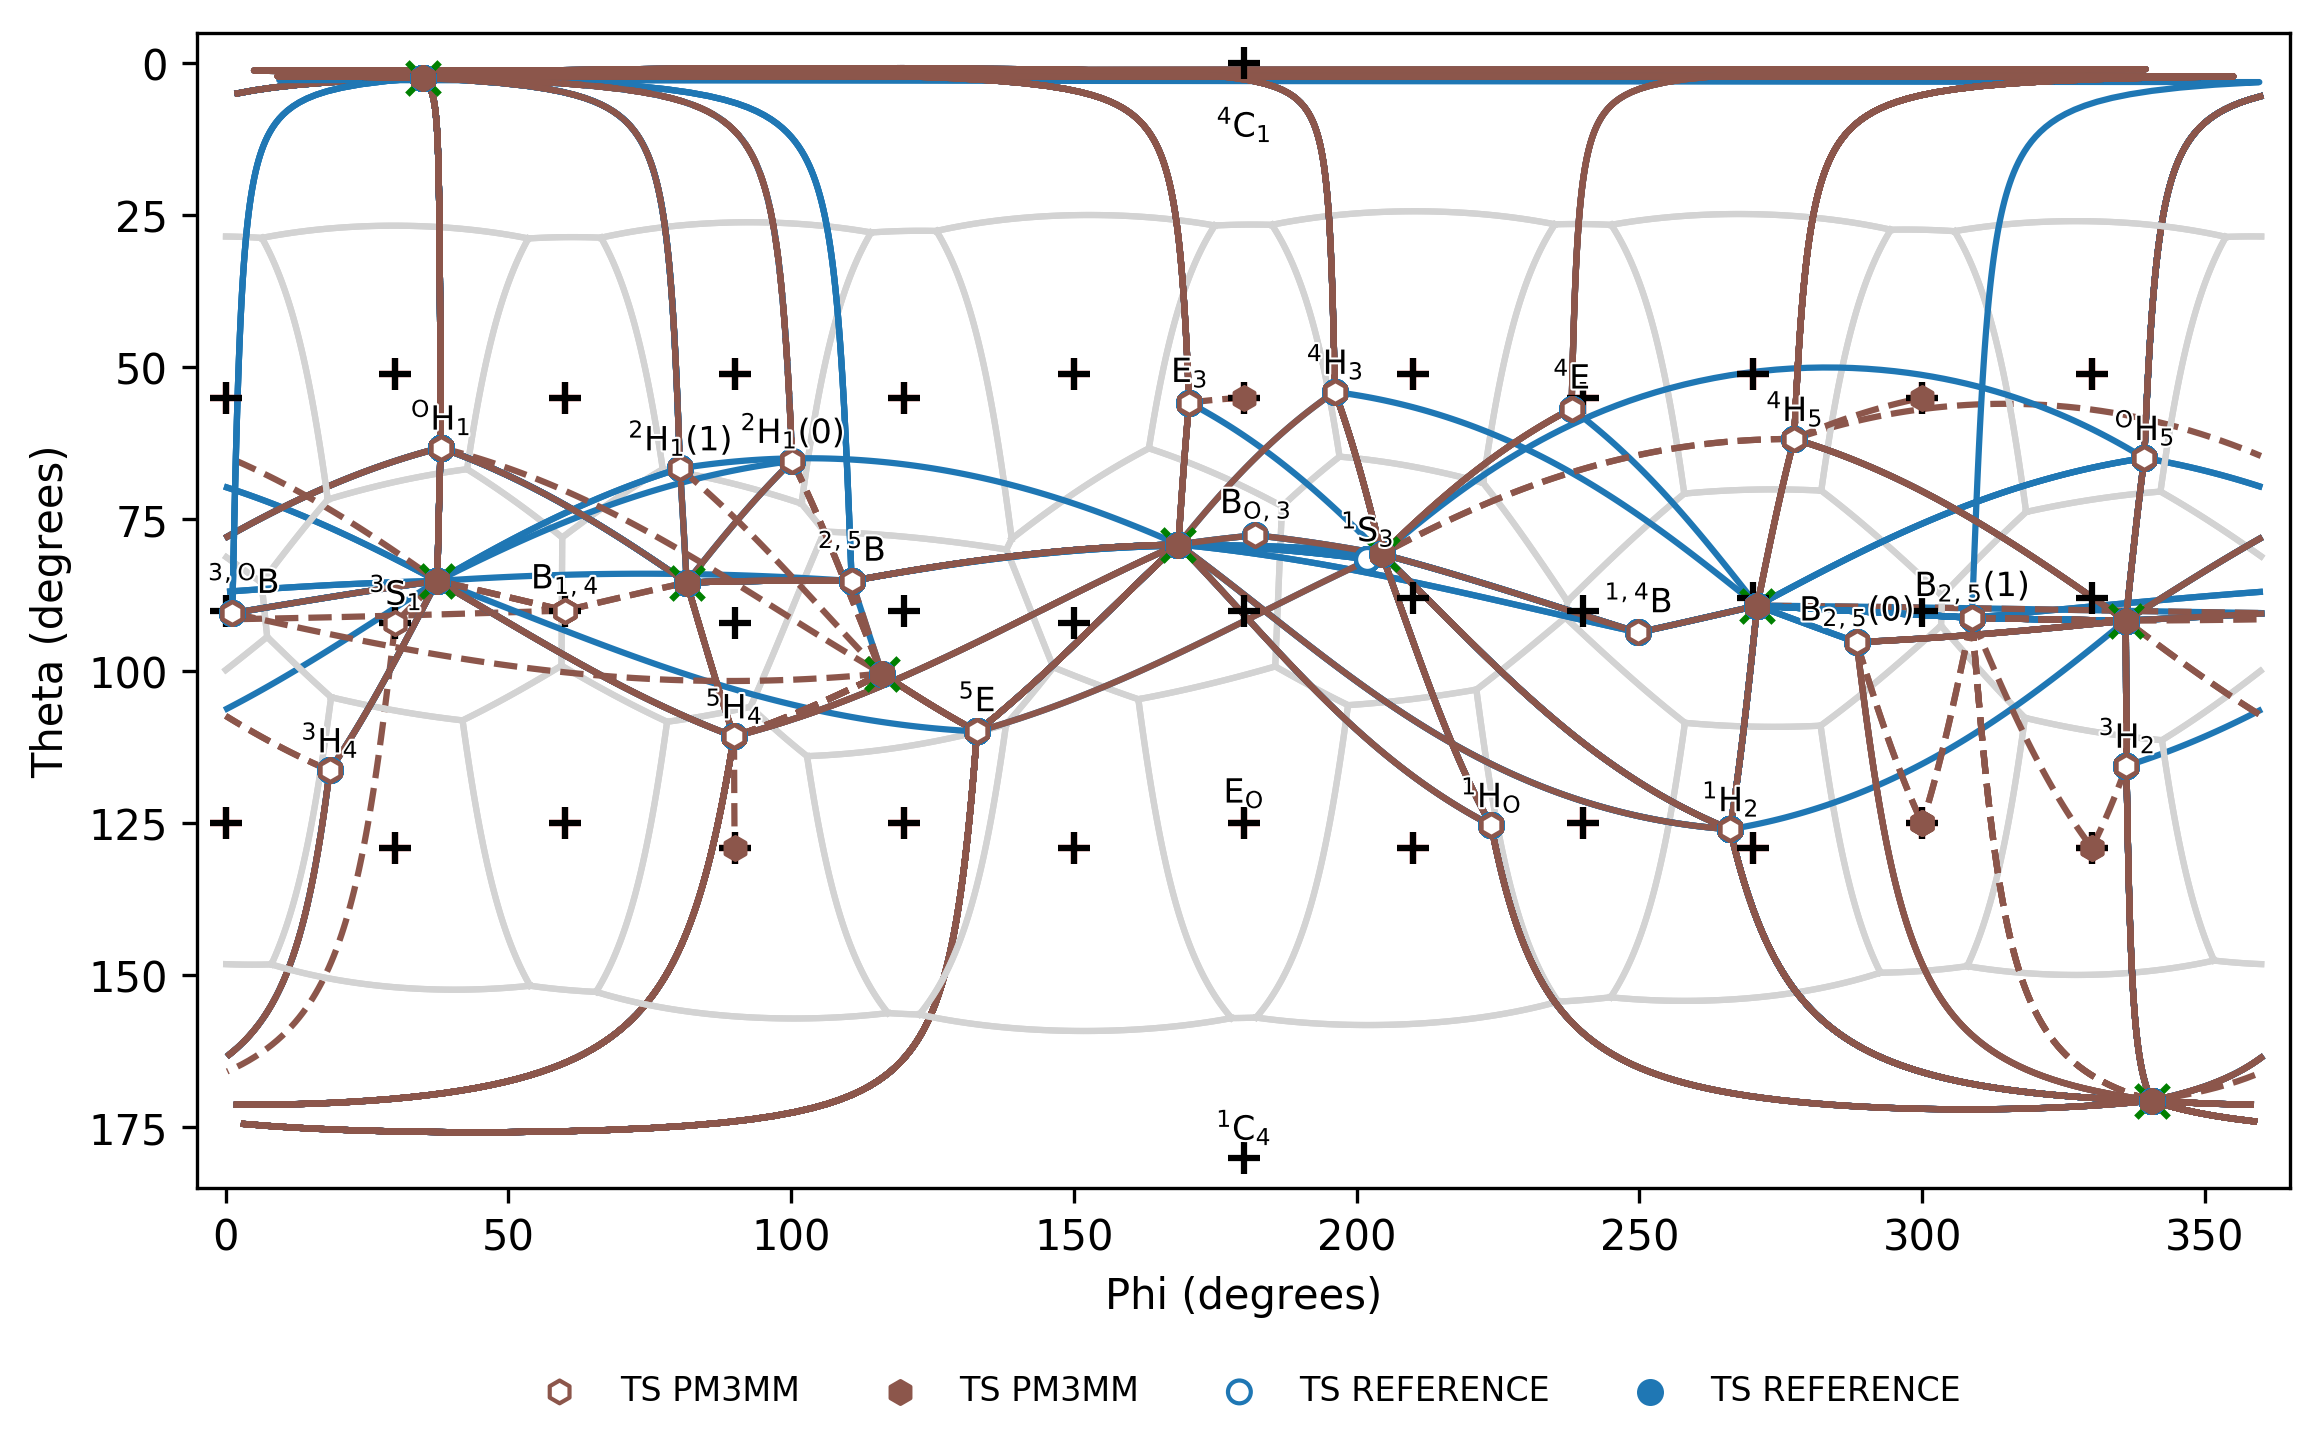 0
25
50
75
100
125
150
175
Theta (degrees)
⁴C₁
E₃
⁴H₃
⁴E
⁴H₅
ᴼH₅
ᴼH₁
²H₁(1)
²H₁(0)
B_O,3
¹S₃
²,⁵B
³,ᴼB
³S₁
B₁,₄
¹,⁴B
B₂,₅(0)
B₂,₅(1)
⁵H₄
⁵E
³H₄
³H₂
E_O
¹H_O
¹H₂
¹C₄
0 50 100 150 200 250 300 350
Phi (degrees)
TS PM3MM TS PM3MM TS REFERENCE TS REFERENCE